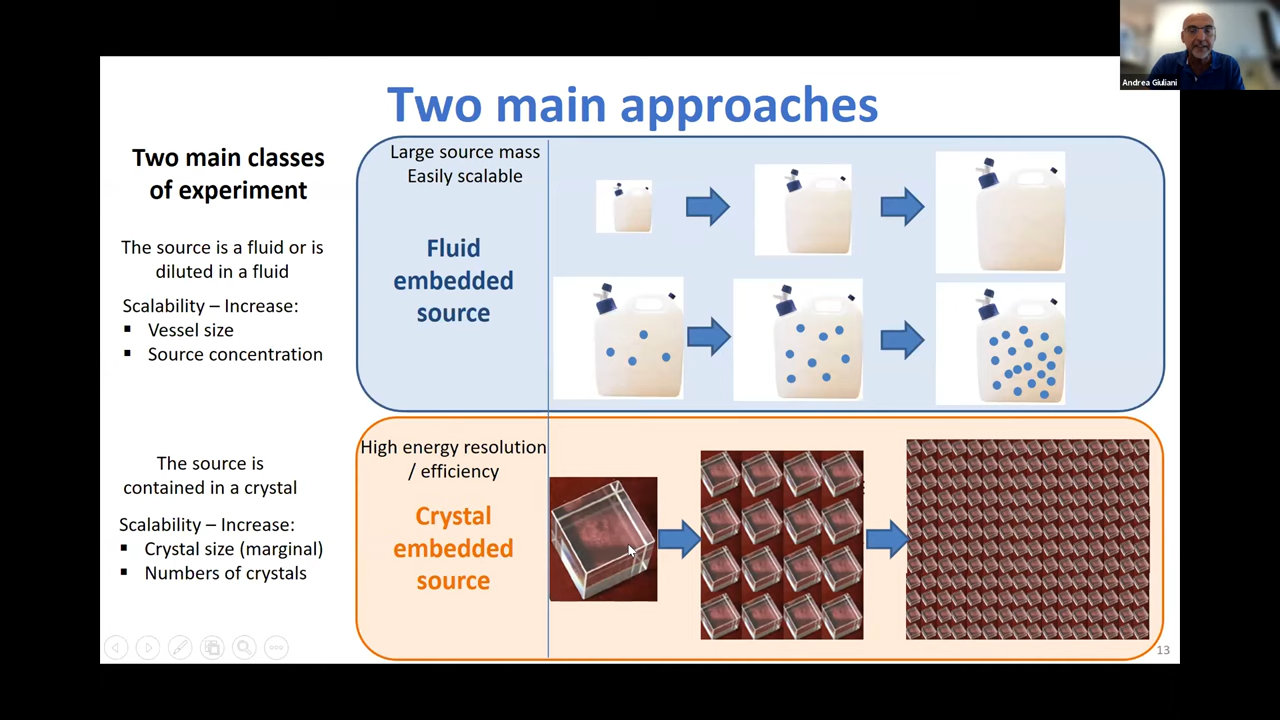 Andrea Giuliani
Two main approaches
Two main classes
of experiment
The source is a fluid or is
diluted in a fluid
Scalability – Increase:
▪ Vessel size
▪ Source concentration
Large source mass
Easily scalable
Fluid
embedded
source
The source is
contained in a crystal
Scalability – Increase:
▪ Crystal size (marginal)
▪ Numbers of crystals
High energy resolution
/ efficiency
Crystal
embedded
source
13